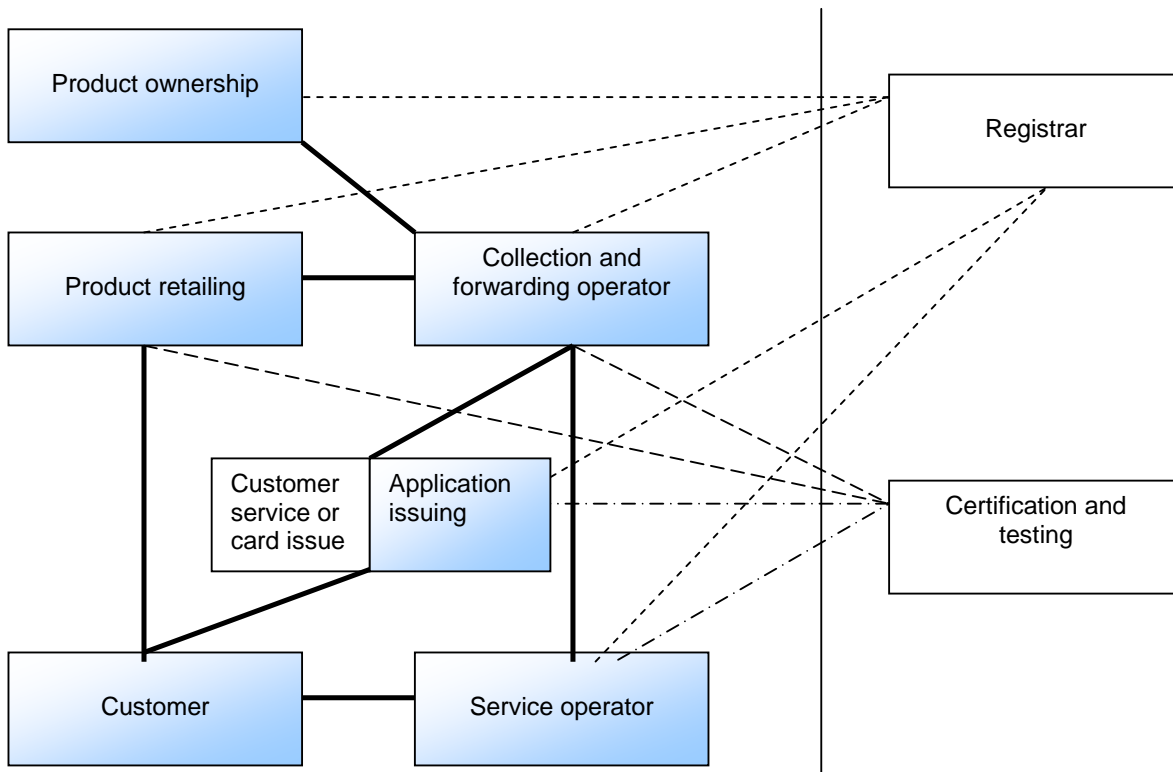 Product ownership
Registrar
Product retailing
Collection and
forwarding operator
Customer
service or
card issue
Application
issuing
Certification and
testing
Customer
Service operator